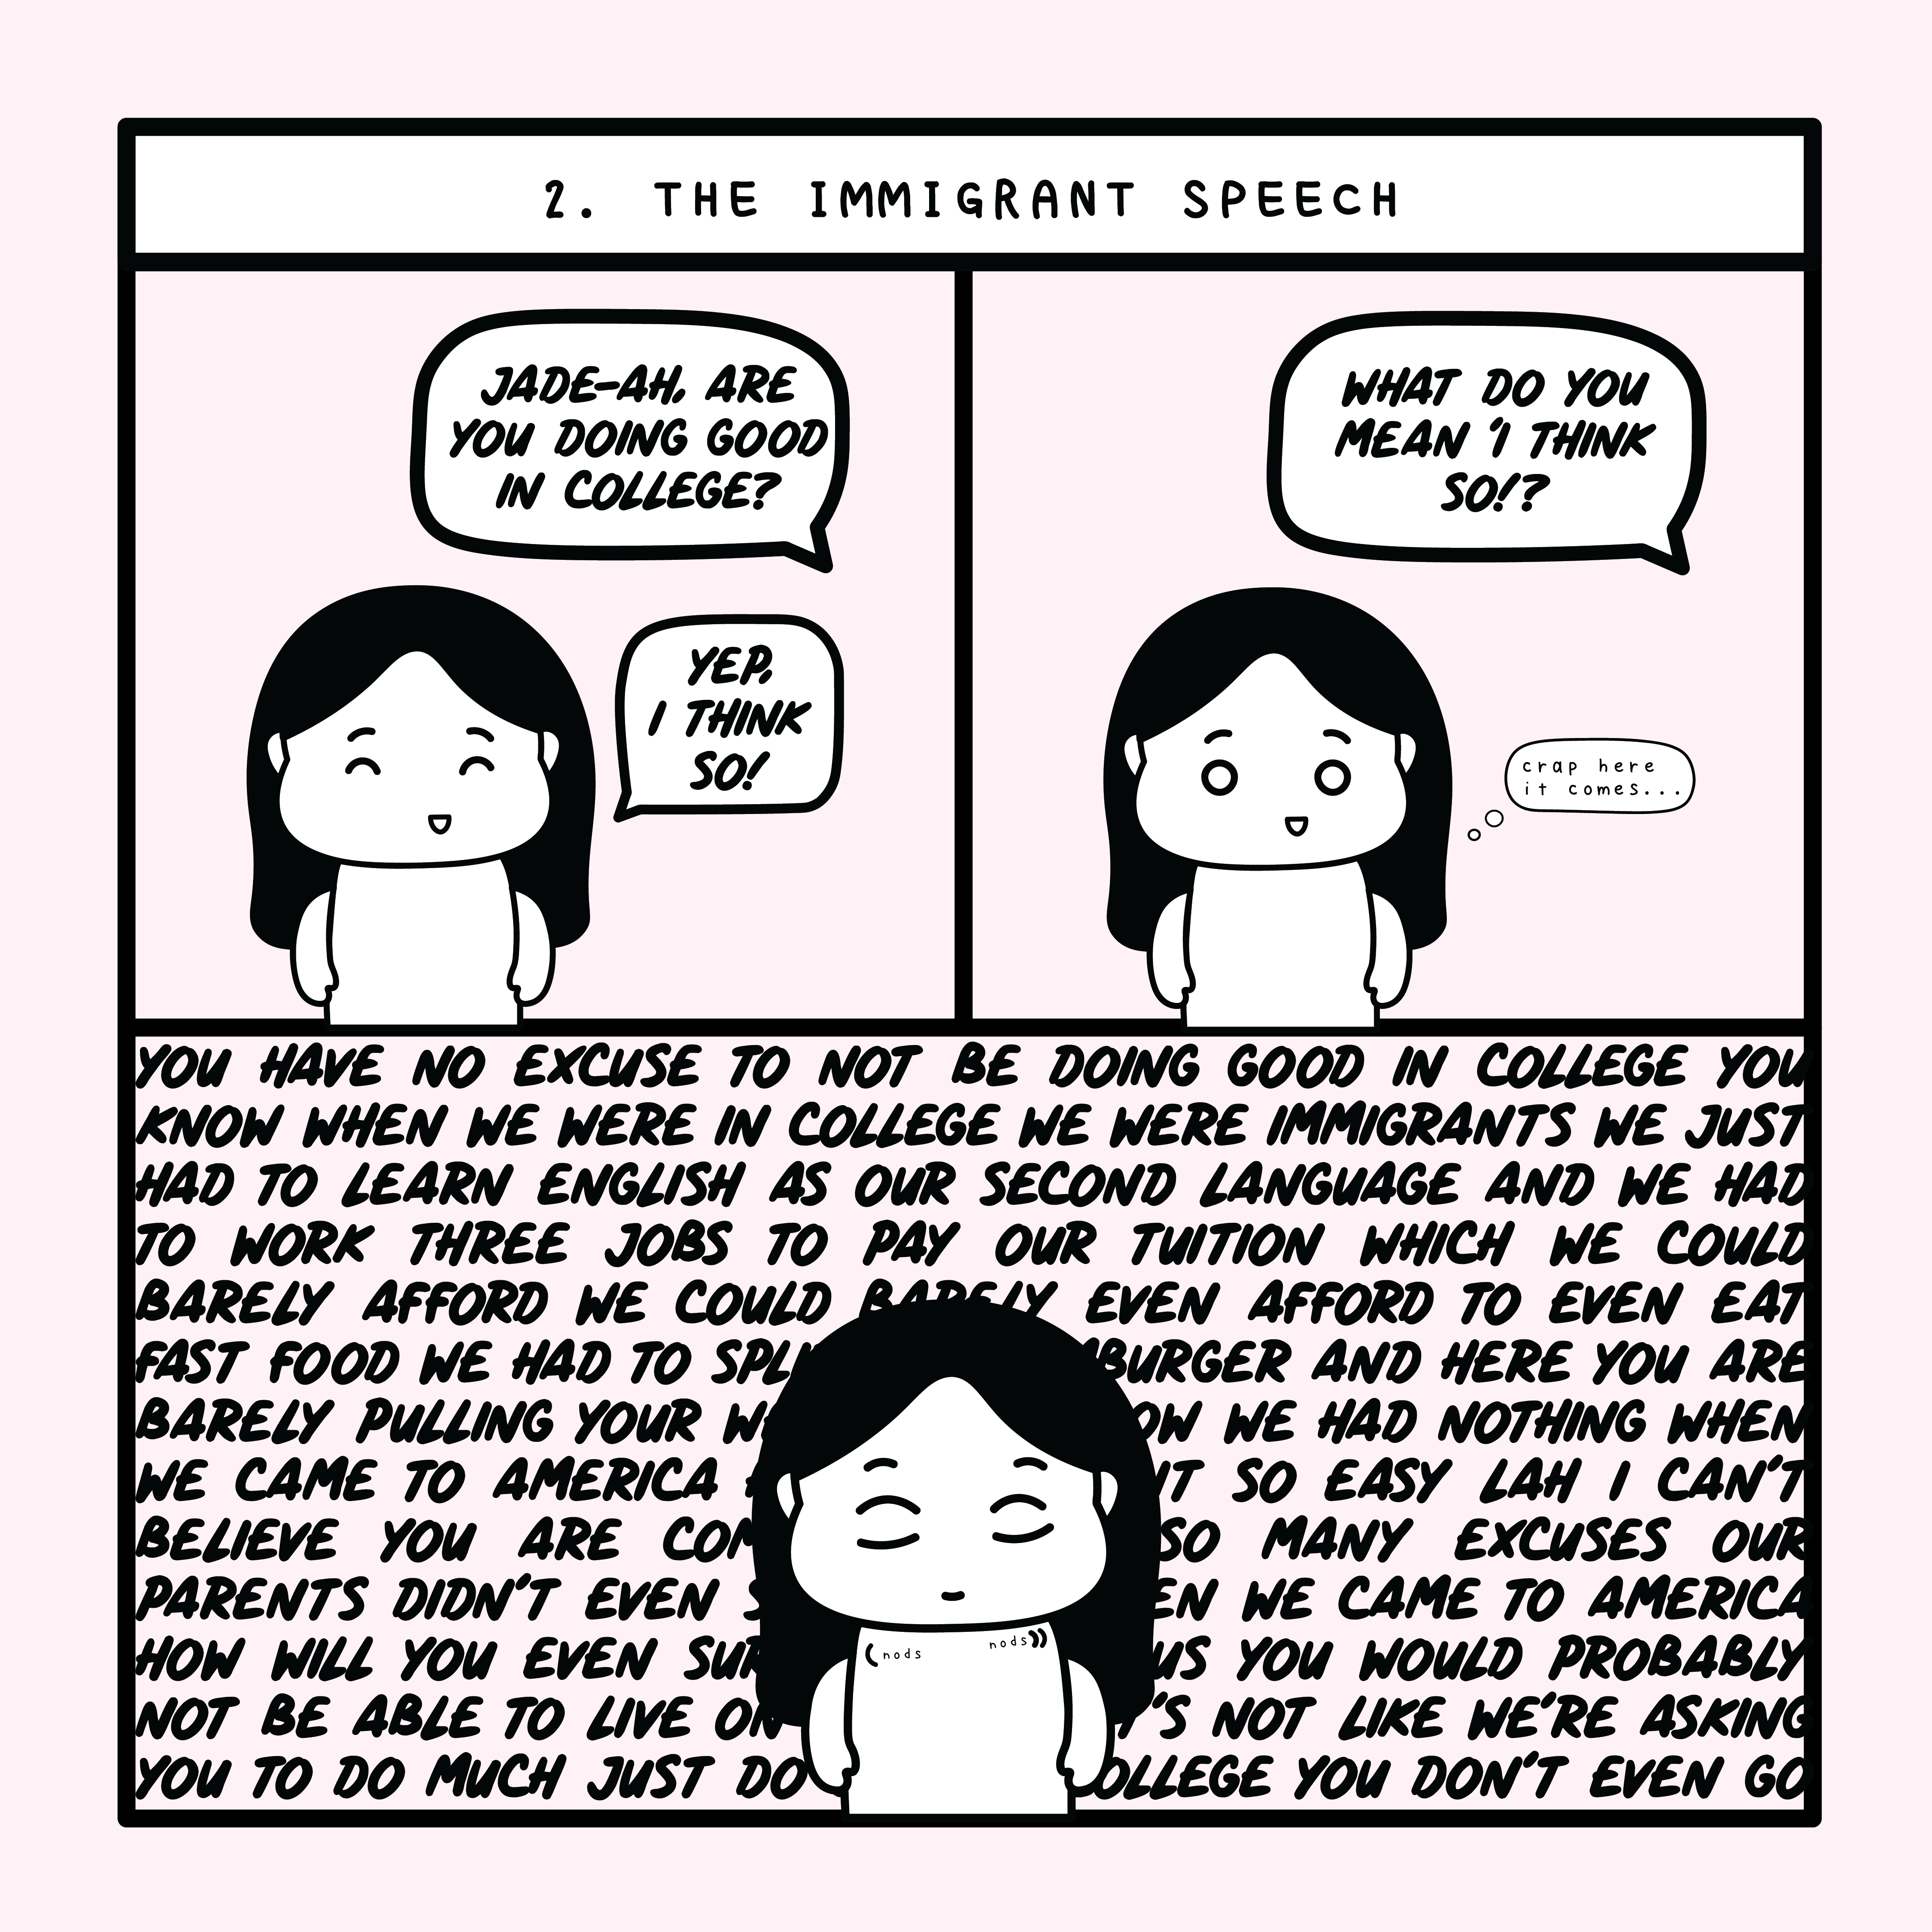 2. THE IMMIGRANT SPEECH
JADE-AH, ARE
YOU DOING GOOD
IN COLLEGE?
YEP,
I THINK
SO!
WHAT DO YOU
MEAN 'I THINK
SO!'?
crap here
it comes...
YOU HAVE NO EXCUSE TO NOT BE DOING GOOD IN COLLEGE YOU
KNOW WHEN WE WERE IN COLLEGE WE WERE IMMIGRANTS WE JUST
HAD TO LEARN ENGLISH AS OUR SECOND LANGUAGE AND WE HAD
TO WORK THREE JOBS TO PAY OUR TUITION WHICH WE COULD
BARELY AFFORD WE COULD BARELY EVEN AFFORD TO EVEN EAT
FAST FOOD WE HAD TO BURGER AND HERE YOU ARE
BARELY PULLING YOUR WE HAD NOTHING WHEN
WE CAME TO AMERICA SO EASY LAH I CAN'T
BELIEVE YOU ARE SO MANY EXCUSES OUR
PARENTS DIDN'T EVEN WE CAME TO AMERICA
HOW WILL YOU EVEN YOU WOULD PROBABLY
NOT BE ABLE TO LIVE NOT LIKE WE'RE ASKING
YOU TO DO MUCH JUST DO COLLEGE YOU DON'T EVEN GO
nods nods